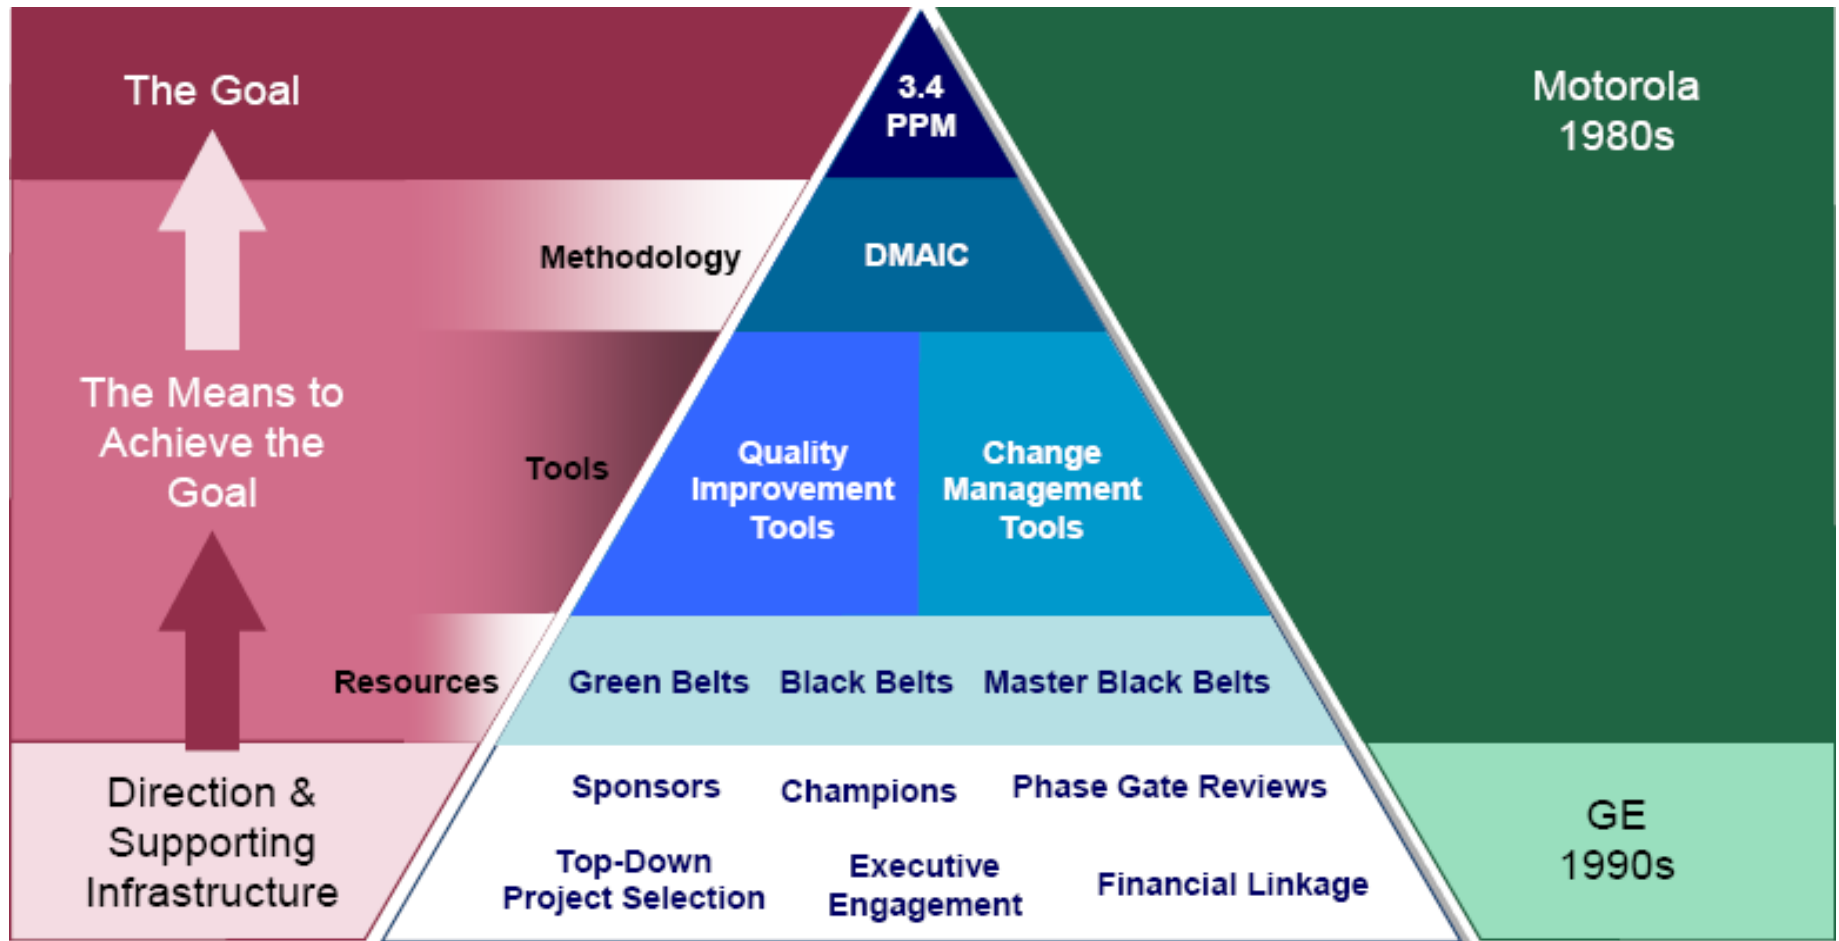 The Goal
3.4
PPM
Motorola
1980s
Methodology
DMAIC
The Means to
Achieve the
Goal
Tools
Quality
Improvement
Tools
Change
Management
Tools
Resources
Green Belts
Black Belts
Master Black Belts
Direction &
Supporting
Infrastructure
Sponsors
Champions
Phase Gate Reviews
Top-Down
Project Selection
Executive
Engagement
Financial Linkage
GE
1990s